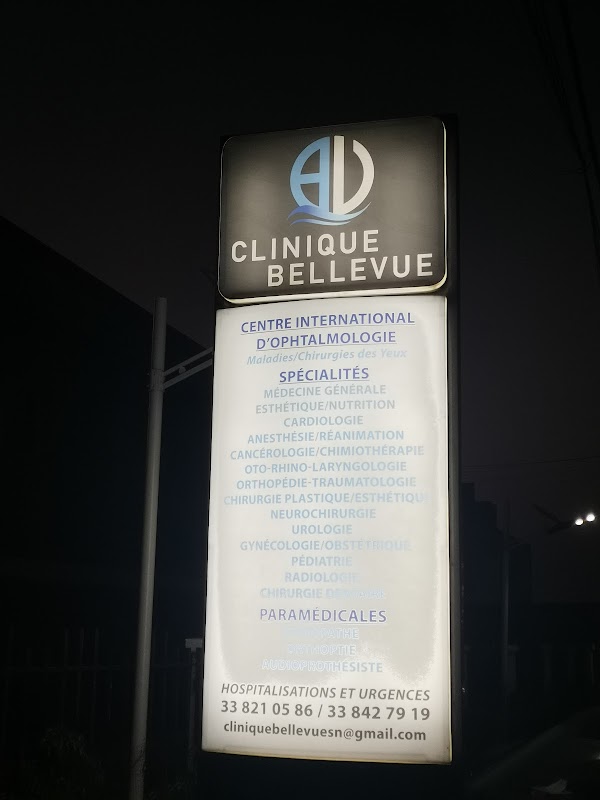 CLINIQUE
BELLEVUE
CENTRE INTERNATIONAL
D'OPHTALMOLOGIE
Maladies/Chirurgies des Yeux
SPÉCIALITÉS
MÉDECINE GÉNÉRALE
ESTHÉTIQUE/NUTRITION
CARDIOLOGIE
ANESTHÉSIE/RÉANIMATION
CANCÉROLOGIE/CHIMIOTHÉRAPIE
OTO-RHINO-LARYNGOLOGIE
ORTHOPÉDIE-TRAUMATOLOGIE
CHIRURGIE PLASTIQUE/ESTHÉTIQUE
NEUROCHIRURGIE
UROLOGIE
GYNÉCOLOGIE/OBSTÉTRIQUE
PÉDIATRIE
RADIOLOGIE
CHIRURGIE
PARAMÉDICALES
AUDIOPROTHÉSISTE
HOSPITALISATIONS ET URGENCES
33 821 05 86 / 33 842 79 19
cliniquebellevuesn@gmail.com